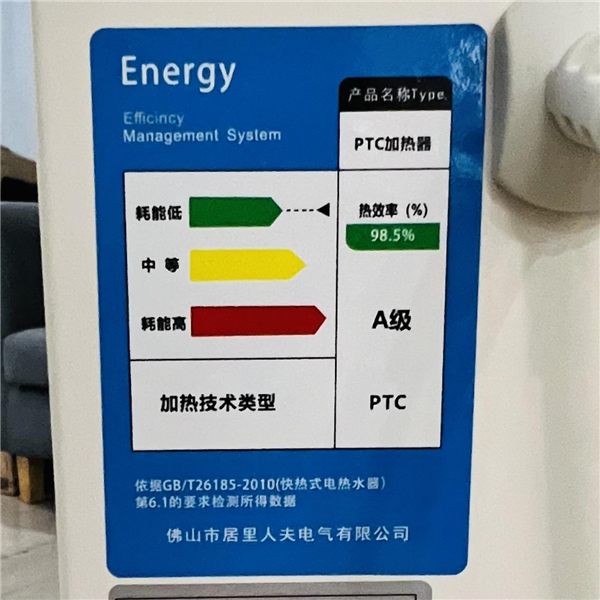 Energy
Efficincy
Management System
产品名称Type
PTC加热器
耗能低
热效率 (%)
98.5%
中 等
耗能高
A级
加热技术类型
PTC
依据GB/T26185-2010(快热式电热水器)
第6.1的要求检测所得数据
佛山市居里人夫电气有限公司